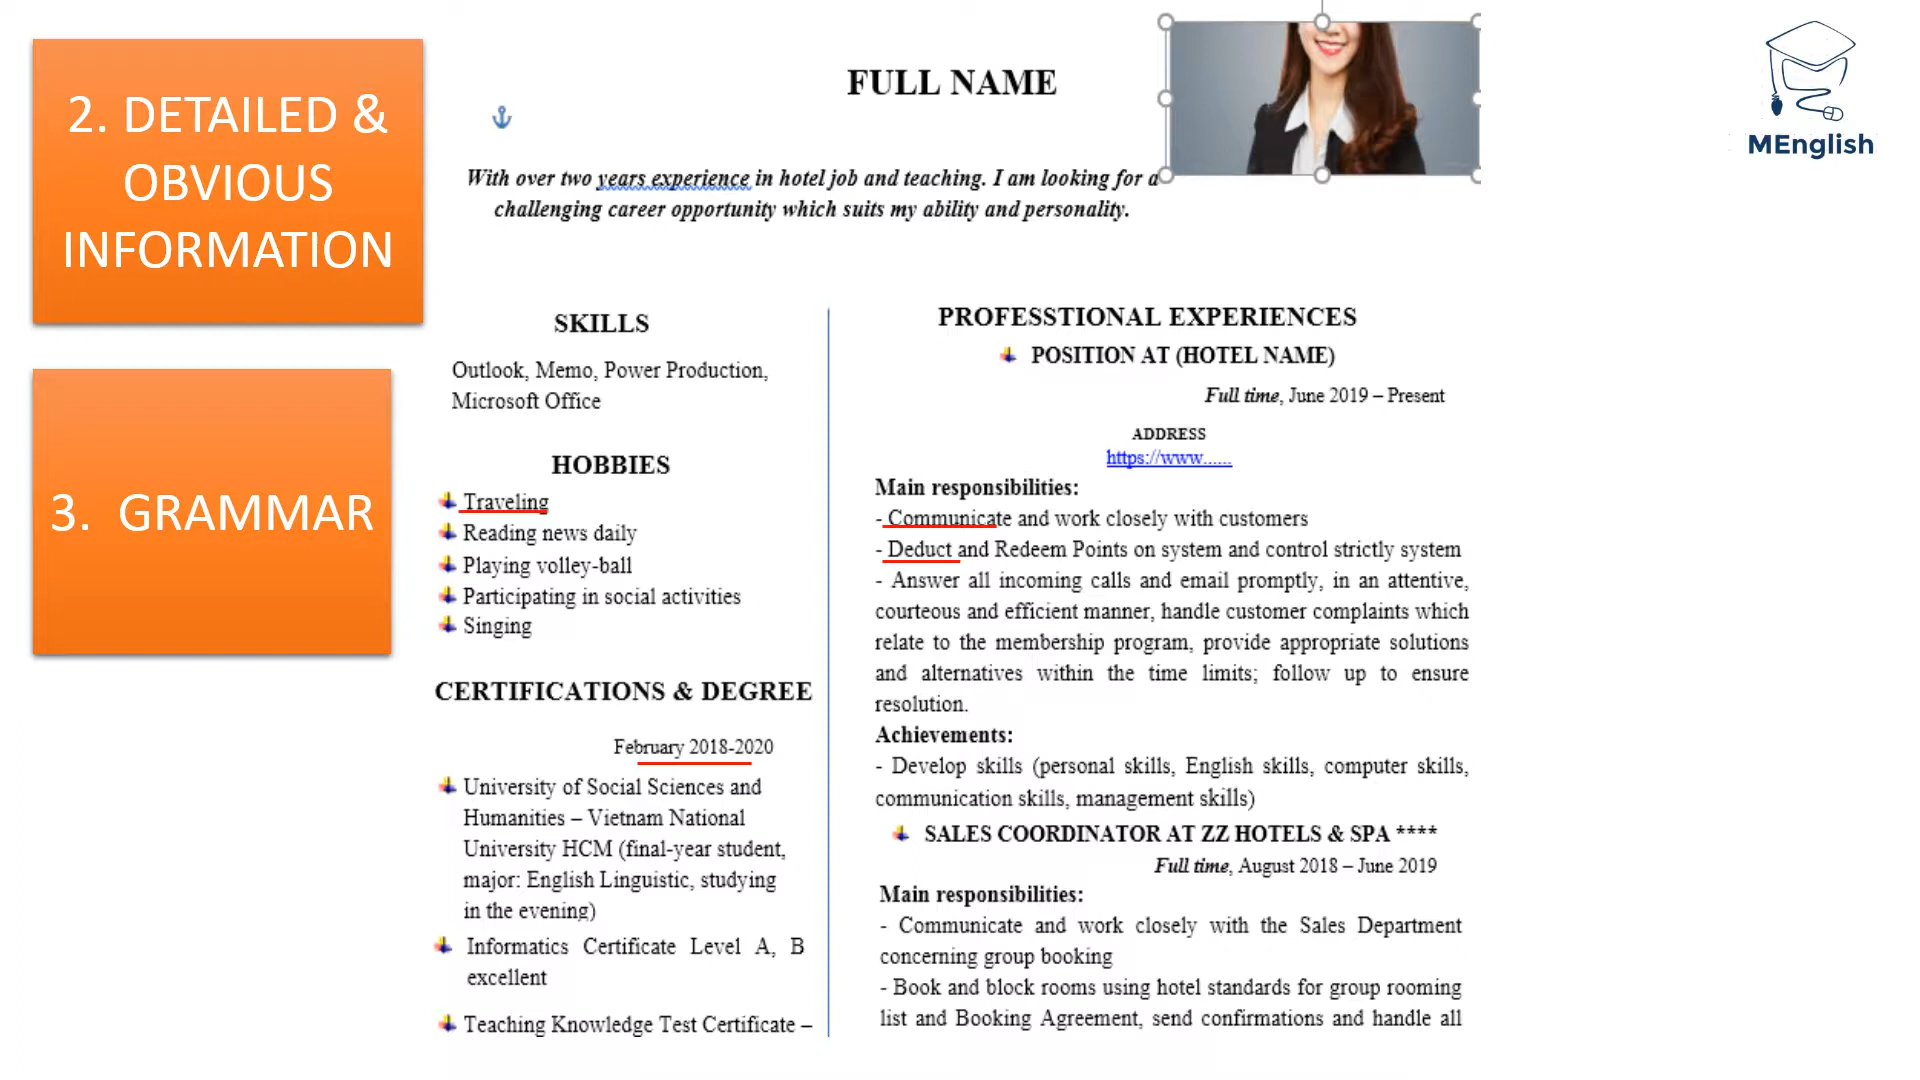 2. DETAILED &
OBVIOUS
INFORMATION
3. GRAMMAR
FULL NAME
With over two years experience in hotel job and teaching. I am looking for a
challenging career opportunity which suits my ability and personality.
SKILLS
Outlook, Memo, Power Production,
Microsoft Office
HOBBIES
Traveling
Reading news daily
Playing volley-ball
Participating in social activities
Singing
CERTIFICATIONS & DEGREE
February 2018-2020
University of Social Sciences and
Humanities – Vietnam National
University HCM (final-year student,
major: English Linguistic, studying
in the evening)
Informatics Certificate Level A, B
excellent
Teaching Knowledge Test Certificate –
PROFESSTIONAL EXPERIENCES
POSITION AT (HOTEL NAME)
Full time, June 2019 – Present
ADDRESS
https://www......
Main responsibilities:
- Communicate and work closely with customers
- Deduct and Redeem Points on system and control strictly system
- Answer all incoming calls and email promptly, in an attentive,
courteous and efficient manner, handle customer complaints which
relate to the membership program, provide appropriate solutions
and alternatives within the time limits; follow up to ensure
resolution.
Achievements:
- Develop skills (personal skills, English skills, computer skills,
communication skills, management skills)
SALES COORDINATOR AT ZZ HOTELS & SPA ****
Full time, August 2018 – June 2019
Main responsibilities:
- Communicate and work closely with the Sales Department
concerning group booking
- Book and block rooms using hotel standards for group rooming
list and Booking Agreement, send confirmations and handle all
MEnglish